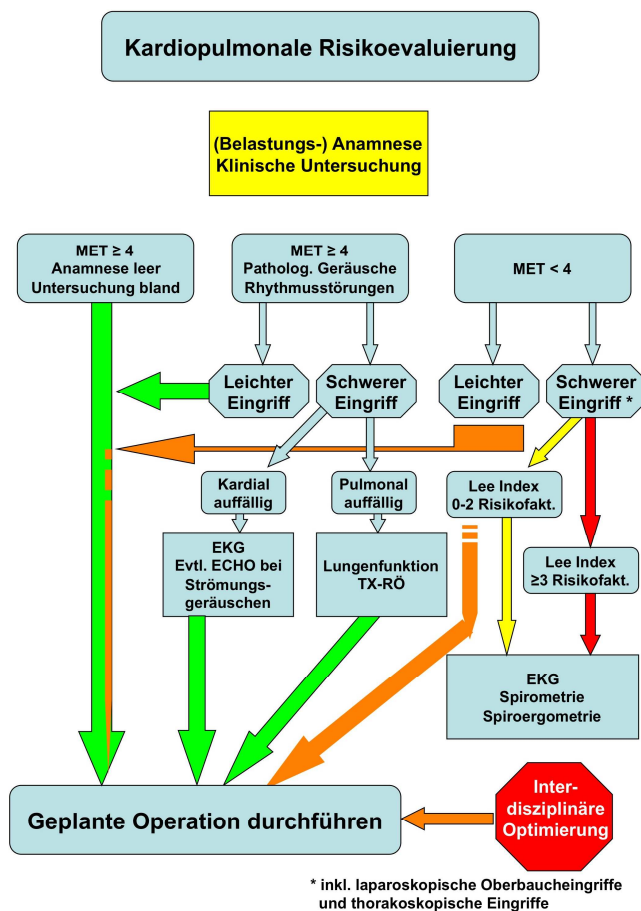 Kardiopulmonale Risikoevaluierung
(Belastungs-) Anamnese
Klinische Untersuchung
MET ≥ 4
Anamnese leer
Untersuchung bland
MET ≥ 4
Patholog. Geräusche
Rhythmusstörungen
MET < 4
Leichter
Eingriff
Schwerer
Eingriff
Leichter
Eingriff
Schwerer
Eingriff *
Kardial
auffällig
Pulmonal
auffällig
Lee Index
0-2 Risikofakt.
EKG
Evtl. ECHO bei
Strömungs-
geräuschen
Lungenfunktion
TX-RÖ
Lee Index
≥3 Risikofakt.
EKG
Spirometrie
Spiroergometrie
Geplante Operation durchführen
Inter-
disziplinäre
Optimierung
* inkl. laparoskopische Oberbaucheingriffe
und thorakoskopische Eingriffe